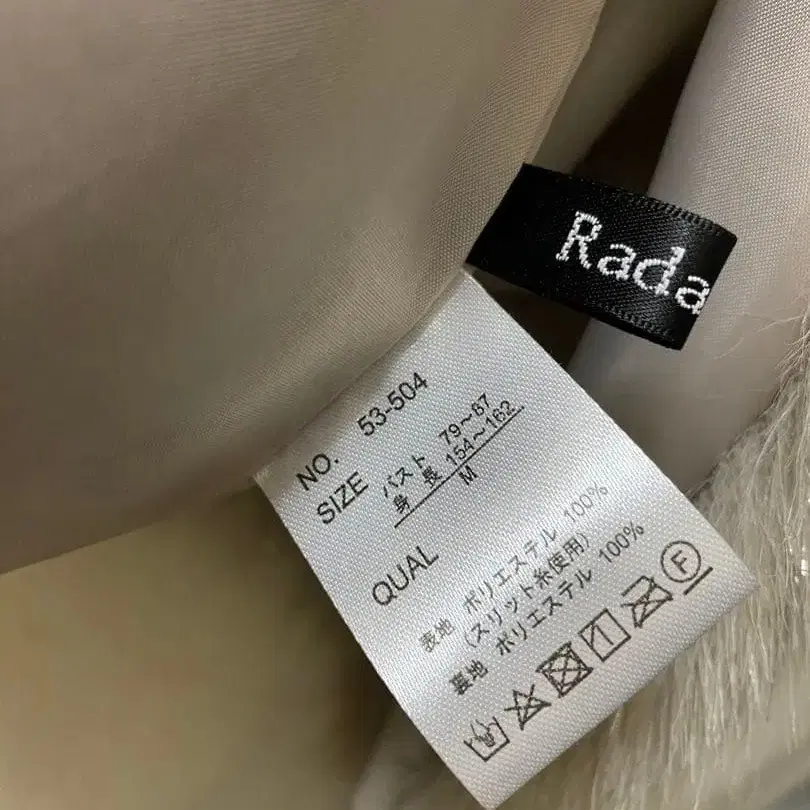 Rada
NO. 53-504
SIZE バスト 79～87
身長 154～162
M
QUAL
表地 ポリエステル 100%
(スリット糸使用)
裏地 ポリエステル 100%
F